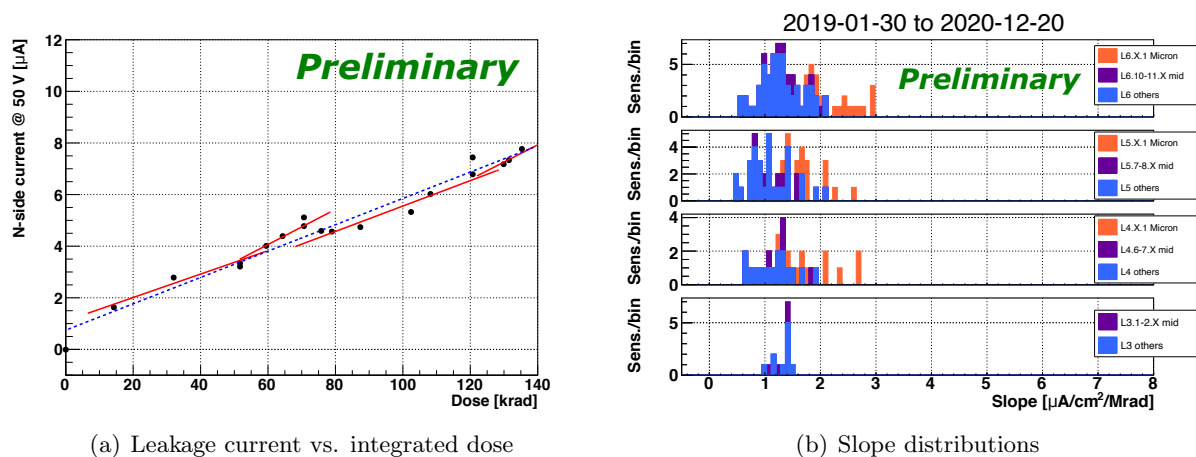 Preliminary
N-side current @ 50 V [μA]
12
10
8
6
4
2
0
0 20 40 60 80 100 120 140
Dose [krad]
(a) Leakage current vs. integrated dose
2019-01-30 to 2020-12-20
Preliminary
Sens./bin
5
0
L6.X.1 Micron
L6.10-11.X mid
L6 others
Sens./bin
4
2
0
L5.X.1 Micron
L5.7-8.X mid
L5 others
Sens./bin
4
2
0
L4.X.1 Micron
L4.6-7.X mid
L4 others
Sens./bin
5
0
L3.1-2.X mid
L3 others
0 1 2 3 4 5 6 7 8
Slope [μA/cm²/Mrad]
(b) Slope distributions